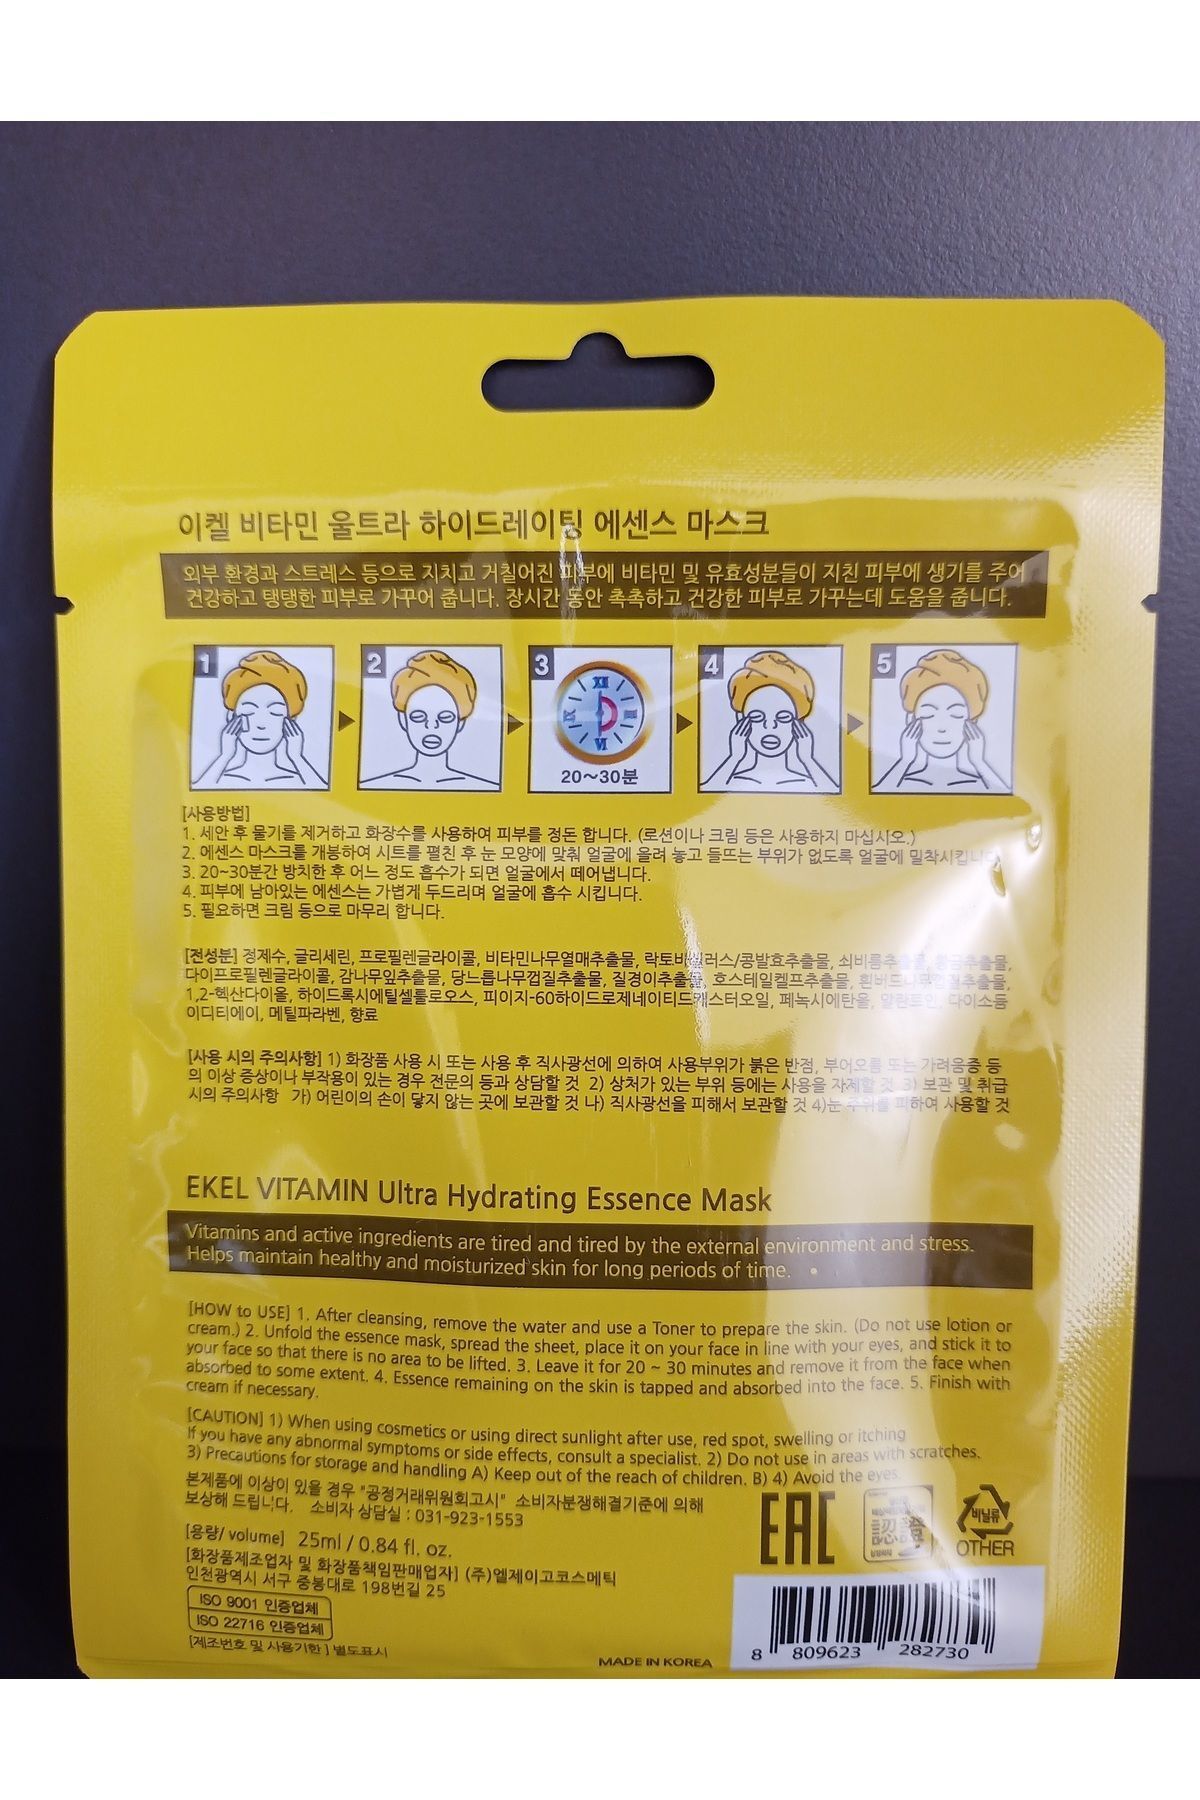 이켈 비타민 울트라 하이드레이팅 에센스 마스크
외부 환경과 스트레스 등으로 지치고 거칠어진 피부에 비타민 및 유효성분들이 지친 피부에 생기를 주어
건강하고 탱탱한 피부로 가꾸어 줍니다. 장시간 동안 촉촉하고 건강한 피부로 가꾸는데 도움을 줍니다.
1 2 3 4 5
XII
IX III
VI
20~30분
[사용방법]
1. 세안 후 물기를 제거하고 화장수를 사용하여 피부를 정돈 합니다. (로션이나 크림 등은 사용하지 마십시오.)
2. 에센스 마스크를 개봉하여 시트를 펼친 후 눈 모양에 맞춰 얼굴에 올려 놓고 들뜨는 부위가 없도록 얼굴에 밀착시킵니다.
3. 20~30분간 방치한 후 어느 정도 흡수가 되면 얼굴에서 떼어냅니다.
4. 피부에 남아있는 에센스는 가볍게 두드리며 얼굴에 흡수 시킵니다.
5. 필요하면 크림 등으로 마무리 합니다.
[전성분] 정제수, 글리세린, 프로필렌글라이콜, 비타민나무열매추출물, 락토바실러스/콩발효추출물, 쇠비름추출물, 황금추출물,
다이프로필렌글라이콜, 감나무잎추출물, 당느릅나무껍질추출물, 질경이추출물, 호스테일켈프추출물, 흰버드나무껍질추출물,
1,2-헥산다이올, 하이드록시에틸셀룰로오스, 피이지-60하이드로제네이티드캐스터오일, 페녹시에탄올, 알란토인, 다이소듐
이디티에이, 메틸파라벤, 향료
[사용 시의 주의사항] 1) 화장품 사용 시 또는 사용 후 직사광선에 의하여 사용부위가 붉은 반점, 부어오름 또는 가려움증 등
의 이상 증상이나 부작용이 있는 경우 전문의 등과 상담할 것 2) 상처가 있는 부위 등에는 사용을 자제할 것 3) 보관 및 취급
시의 주의사항 가) 어린이의 손이 닿지 않는 곳에 보관할 것 나) 직사광선을 피해서 보관할 것 4)눈 주위를 피하여 사용할 것
EKEL VITAMIN Ultra Hydrating Essence Mask
Vitamins and active ingredients are tired and tired by the external environment and stress.
Helps maintain healthy and moisturized skin for long periods of time.
[HOW to USE] 1. After cleansing, remove the water and use a Toner to prepare the skin. (Do not use lotion or
cream.) 2. Unfold the essence mask, spread the sheet, place it on your face in line with your eyes, and stick it to
your face so that there is no area to be lifted. 3. Leave it for 20 ~ 30 minutes and remove it from the face when
absorbed to some extent. 4. Essence remaining on the skin is tapped and absorbed into the face. 5. Finish with
cream if necessary.
[CAUTION] 1) When using cosmetics or using direct sunlight after use, red spot, swelling or itching
If you have any abnormal symptoms or side effects, consult a specialist. 2) Do not use in areas with scratches.
3) Precautions for storage and handling A) Keep out of the reach of children. B) 4) Avoid the eyes.
본제품에 이상이 있을 경우 "공정거래위원회고시" 소비자분쟁해결기준에 의해
보상해 드립니다. 소비자 상담실 : 031-923-1553
[용량/ volume] 25ml / 0.84 fl. oz.
[화장품제조업자 및 화장품책임판매업자] (주)엘제이고코스메틱
인천광역시 서구 중봉대로 198번길 25
ISO 9001 인증업체
ISO 22716 인증업체
[제조번호 및 사용기한] 별도표시
MADE IN KOREA
EAC
認證
비닐류
OTHER
8 809623 282730